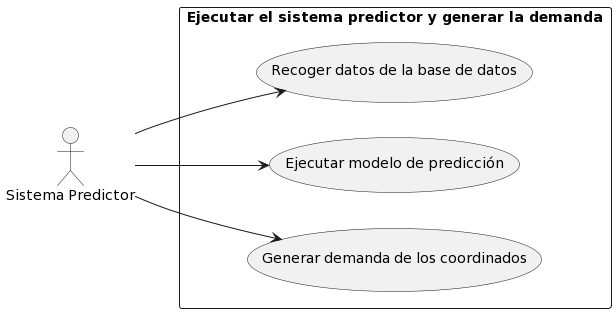 Ejecutar el sistema predictor y generar la demanda
Recoger datos de la base de datos
Ejecutar modelo de predicción
Sistema Predictor
Generar demanda de los coordinados